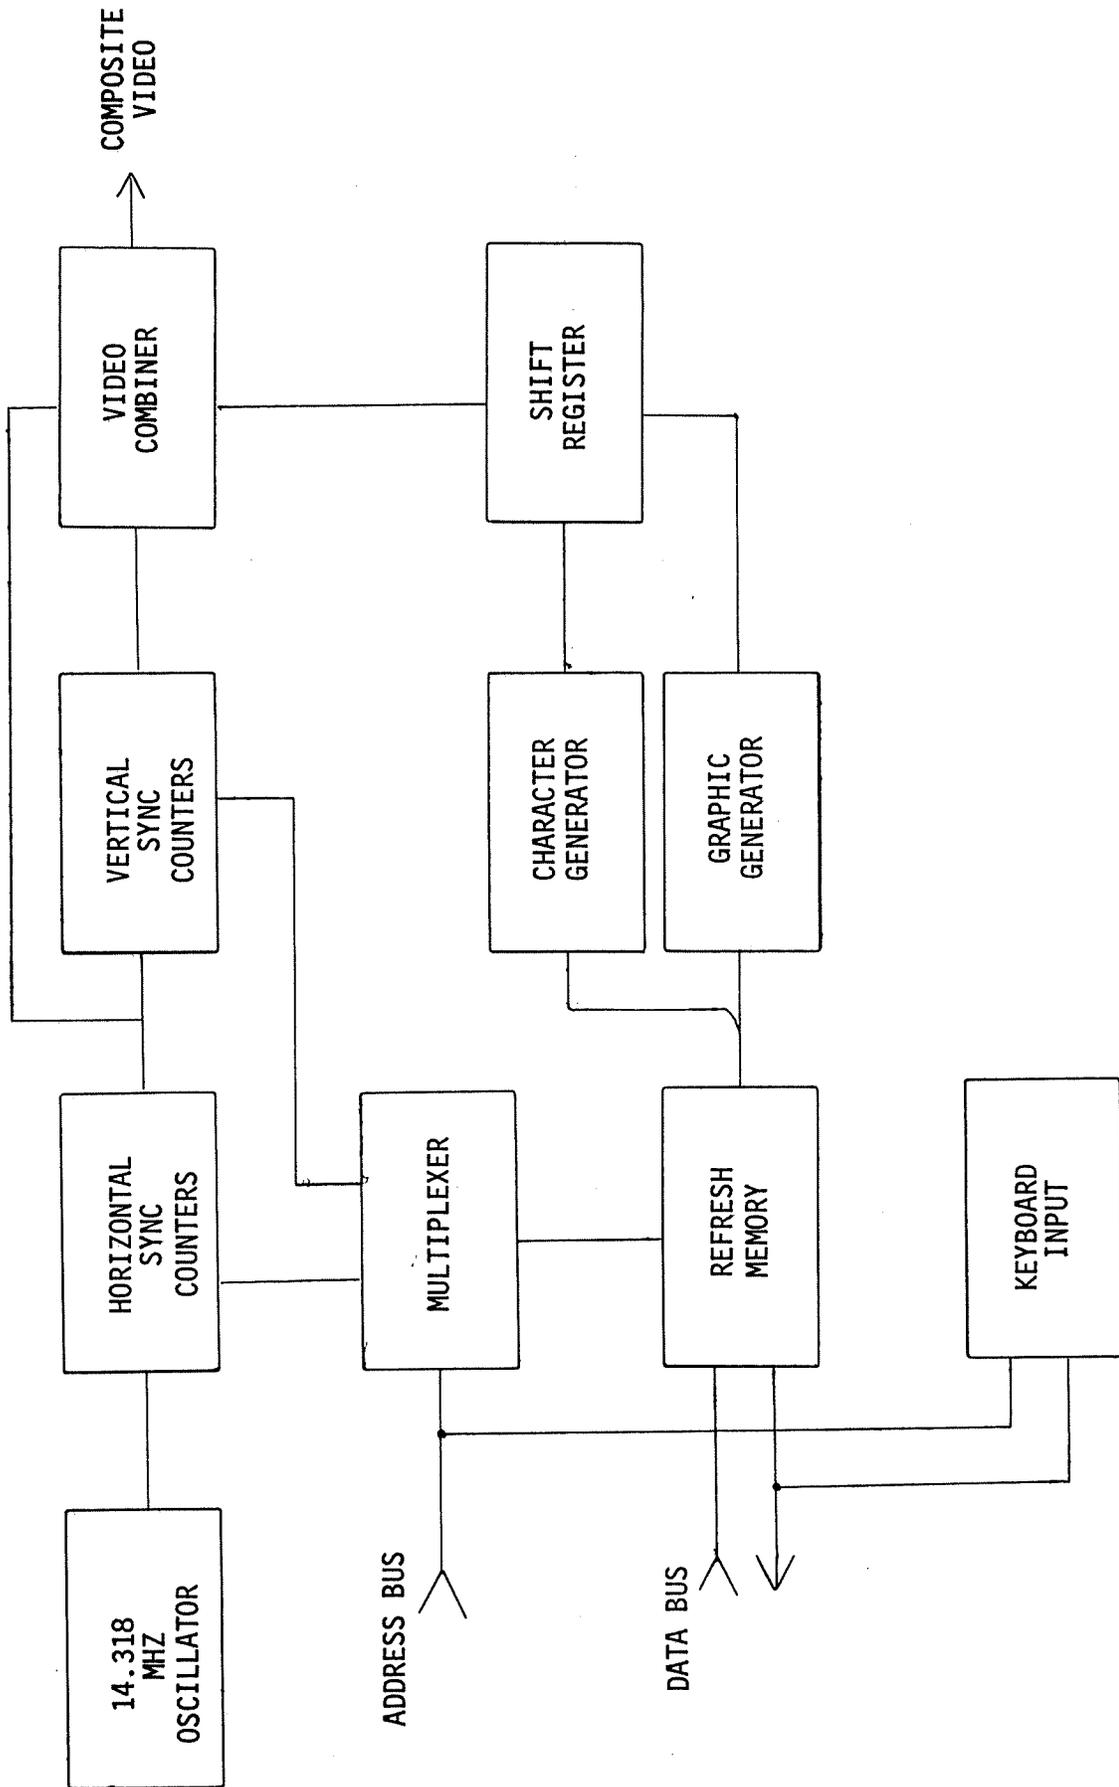 14.318
MHZ
OSCILLATOR
HORIZONTAL
SYNC
COUNTERS
VERTICAL
SYNC
COUNTERS
VIDEO
COMBINER
COMPOSITE
VIDEO
ADDRESS BUS
MULTIPLEXER
CHARACTER
GENERATOR
SHIFT
REGISTER
DATA BUS
REFRESH
MEMORY
GRAPHIC
GENERATOR
KEYBOARD
INPUT